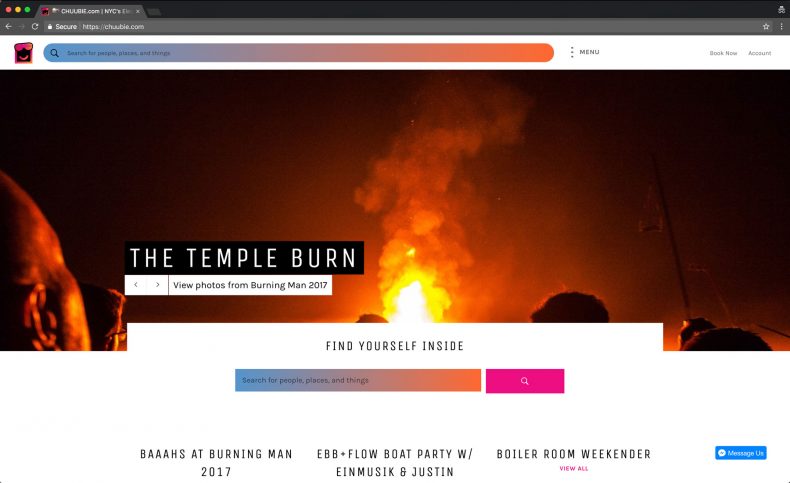 CHUUBIE.com | NYC's Ele
Secure https://chuubie.com
Search for people, places, and things
MENU
Book Now
Account
THE TEMPLE BURN
View photos from Burning Man 2017
FIND YOURSELF INSIDE
Search for people, places, and things
BAAAHS AT BURNING MAN
2017
EBB+FLOW BOAT PARTY W/
EINMUSIK & JUSTIN
BOILER ROOM WEEKENDER
VIEW ALL
Message Us